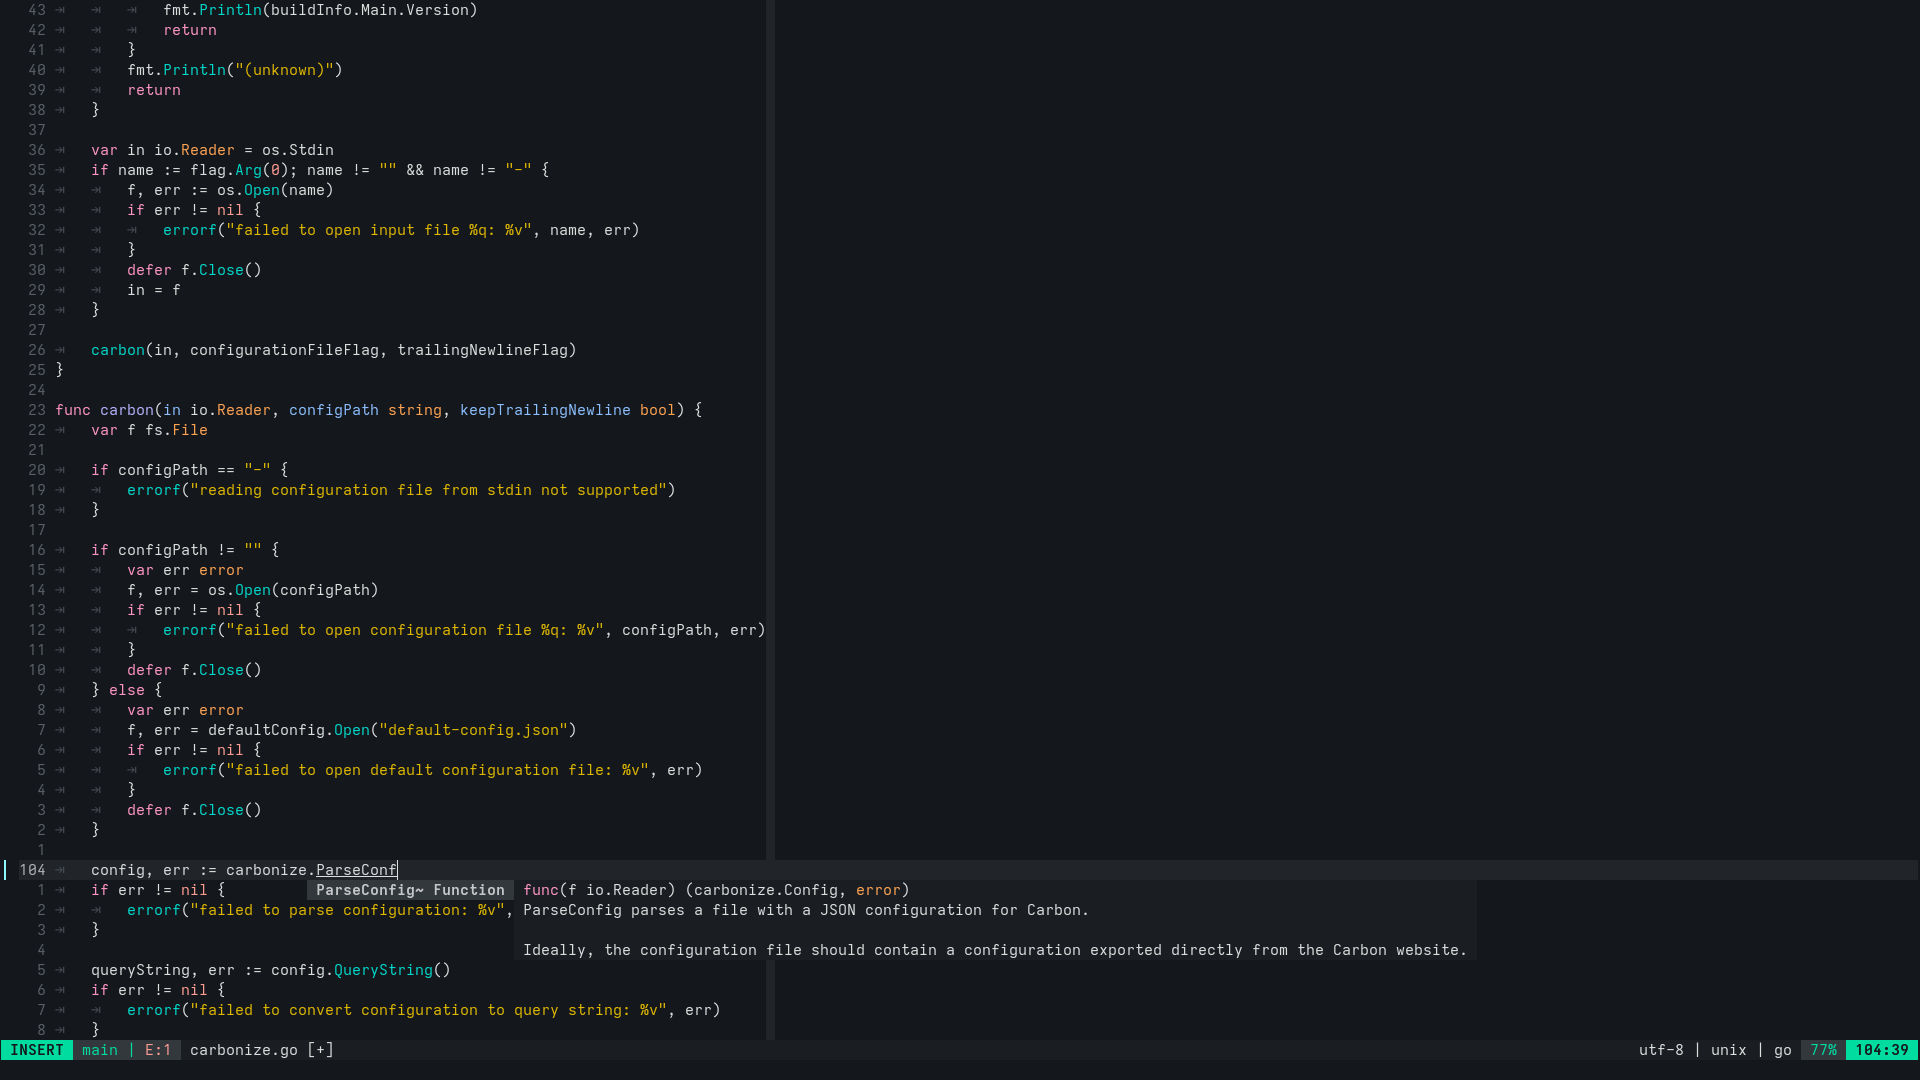 43 ⇥   ⇥   ⇥   fmt.Println(buildInfo.Main.Version)
42 ⇥   ⇥   ⇥   return
41 ⇥   ⇥   }
40 ⇥   ⇥   fmt.Println("(unknown)")
39 ⇥   ⇥   return
38 ⇥   }
37
36 ⇥   var in io.Reader = os.Stdin
35 ⇥   if name := flag.Arg(0); name != "" && name != "-" {
34 ⇥   ⇥   f, err := os.Open(name)
33 ⇥   ⇥   if err != nil {
32 ⇥   ⇥   ⇥   errorf("failed to open input file %q: %v", name, err)
31 ⇥   ⇥   }
30 ⇥   ⇥   defer f.Close()
29 ⇥   ⇥   in = f
28 ⇥   }
27
26 ⇥   carbon(in, configurationFileFlag, trailingNewlineFlag)
25 }
24
23 func carbon(in io.Reader, configPath string, keepTrailingNewline bool) {
22 ⇥   var f fs.File
21
20 ⇥   if configPath == "-" {
19 ⇥   ⇥   errorf("reading configuration file from stdin not supported")
18 ⇥   }
17
16 ⇥   if configPath != "" {
15 ⇥   ⇥   var err error
14 ⇥   ⇥   f, err = os.Open(configPath)
13 ⇥   ⇥   if err != nil {
12 ⇥   ⇥   ⇥   errorf("failed to open configuration file %q: %v", configPath, err)
11 ⇥   ⇥   }
10 ⇥   ⇥   defer f.Close()
9 ⇥   } else {
8 ⇥   ⇥   var err error
7 ⇥   ⇥   f, err = defaultConfig.Open("default-config.json")
6 ⇥   ⇥   if err != nil {
5 ⇥   ⇥   ⇥   errorf("failed to open default configuration file: %v", err)
4 ⇥   ⇥   }
3 ⇥   ⇥   defer f.Close()
2 ⇥   }
1
104 ⇥   config, err := carbonize.ParseConf
1 ⇥   if err != nil {   ParseConfig~ Function   func(f io.Reader) (carbonize.Config, error)
2 ⇥   ⇥   errorf("failed to parse configuration: %v",   ParseConfig parses a file with a JSON configuration for Carbon.
3 ⇥   }
4   Ideally, the configuration file should contain a configuration exported directly from the Carbon website.
5 ⇥   queryString, err := config.QueryString()
6 ⇥   if err != nil {
7 ⇥   ⇥   errorf("failed to convert configuration to query string: %v", err)
8 ⇥   }
INSERT main | E:1 carbonize.go [+] utf-8 | unix | go 77% 104:39